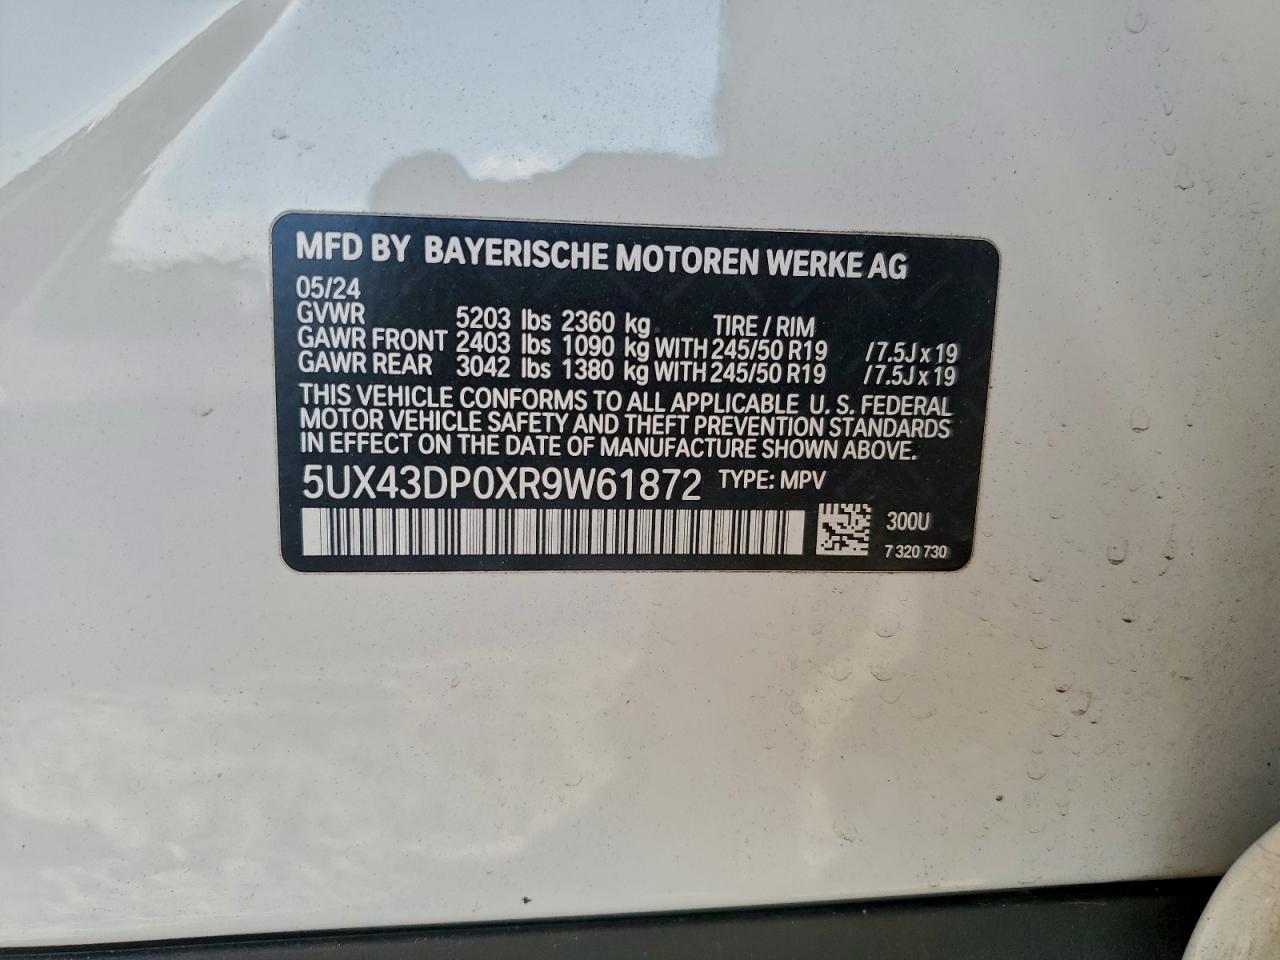 MFD BY BAYERISCHE MOTOREN WERKE AG
05/24
GVWR 5203 lbs 2360 kg TIRE / RIM
GAWR FRONT 2403 lbs 1090 kg WITH 245/50 R19 / 7.5J x 19
GAWR REAR 3042 lbs 1380 kg WITH 245/50 R19 / 7.5J x 19
THIS VEHICLE CONFORMS TO ALL APPLICABLE U. S. FEDERAL
MOTOR VEHICLE SAFETY AND THEFT PREVENTION STANDARDS
IN EFFECT ON THE DATE OF MANUFACTURE SHOWN ABOVE.
5UX43DP0XR9W61872 TYPE: MPV
300U
7 320 730